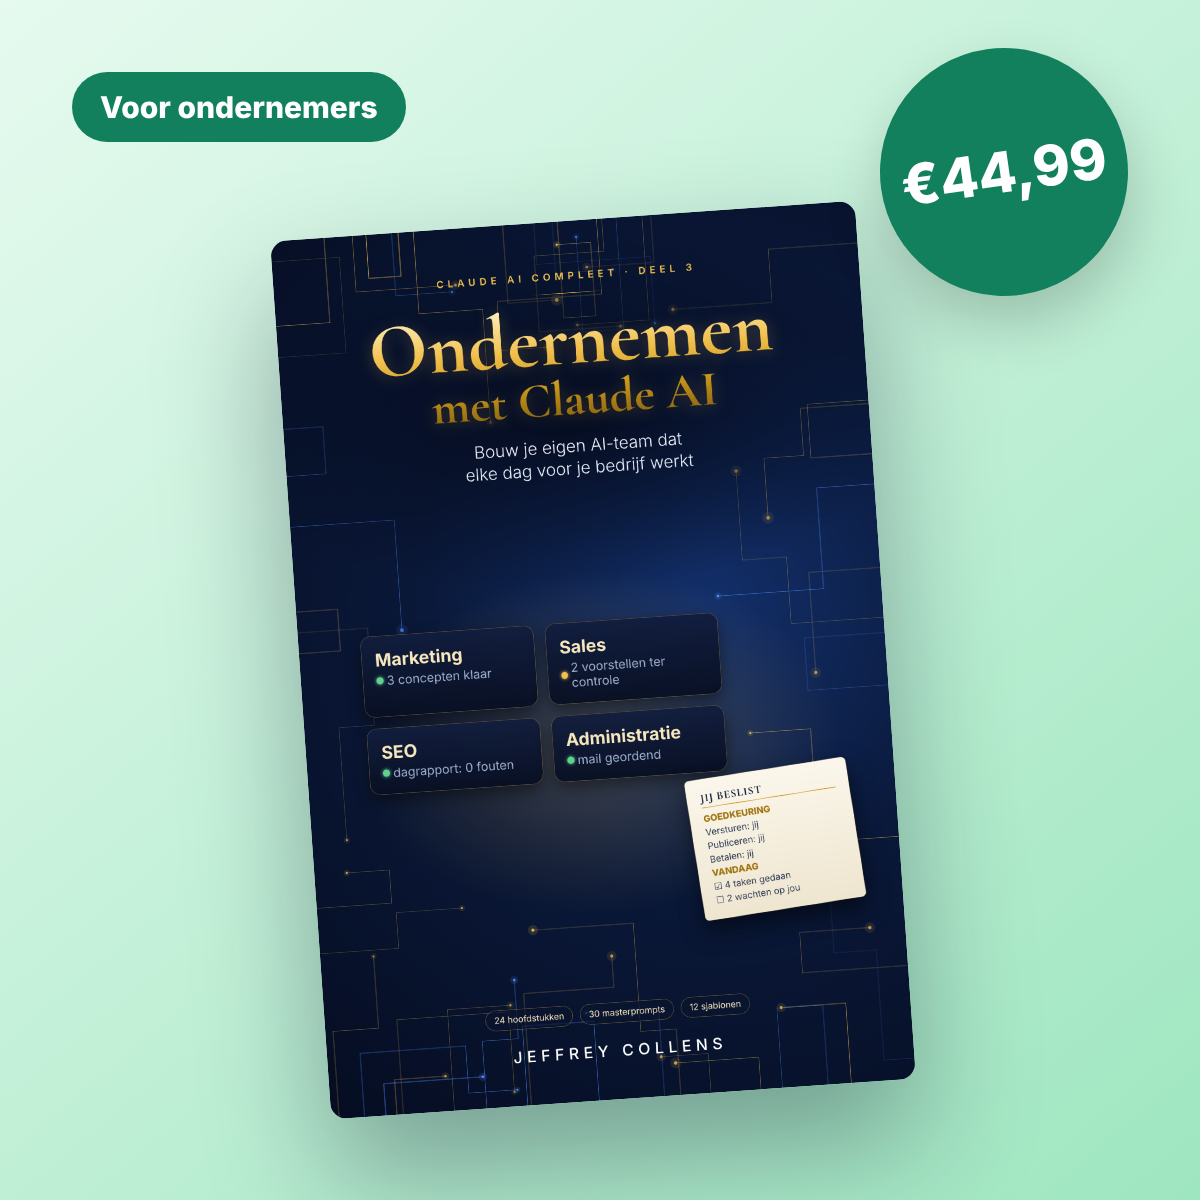 Voor ondernemers
€44,99
CLAUDE AI COMPLEET · DEEL 3
Ondernemen
met Claude AI
Bouw je eigen AI-team dat
elke dag voor je bedrijf werkt
Marketing
3 concepten klaar
Sales
2 voorstellen ter
controle
SEO
dagrapport: 0 fouten
Administratie
mail geordend
JIJ BESLIST
GOEDKEURING
Versturen: jij
Publiceren: jij
Betalen: jij
VANDAAG
☑ 4 taken gedaan
☐ 2 wachten op jou
24 hoofdstukken
30 masterprompts
12 sjablonen
JEFFREY COLLENS